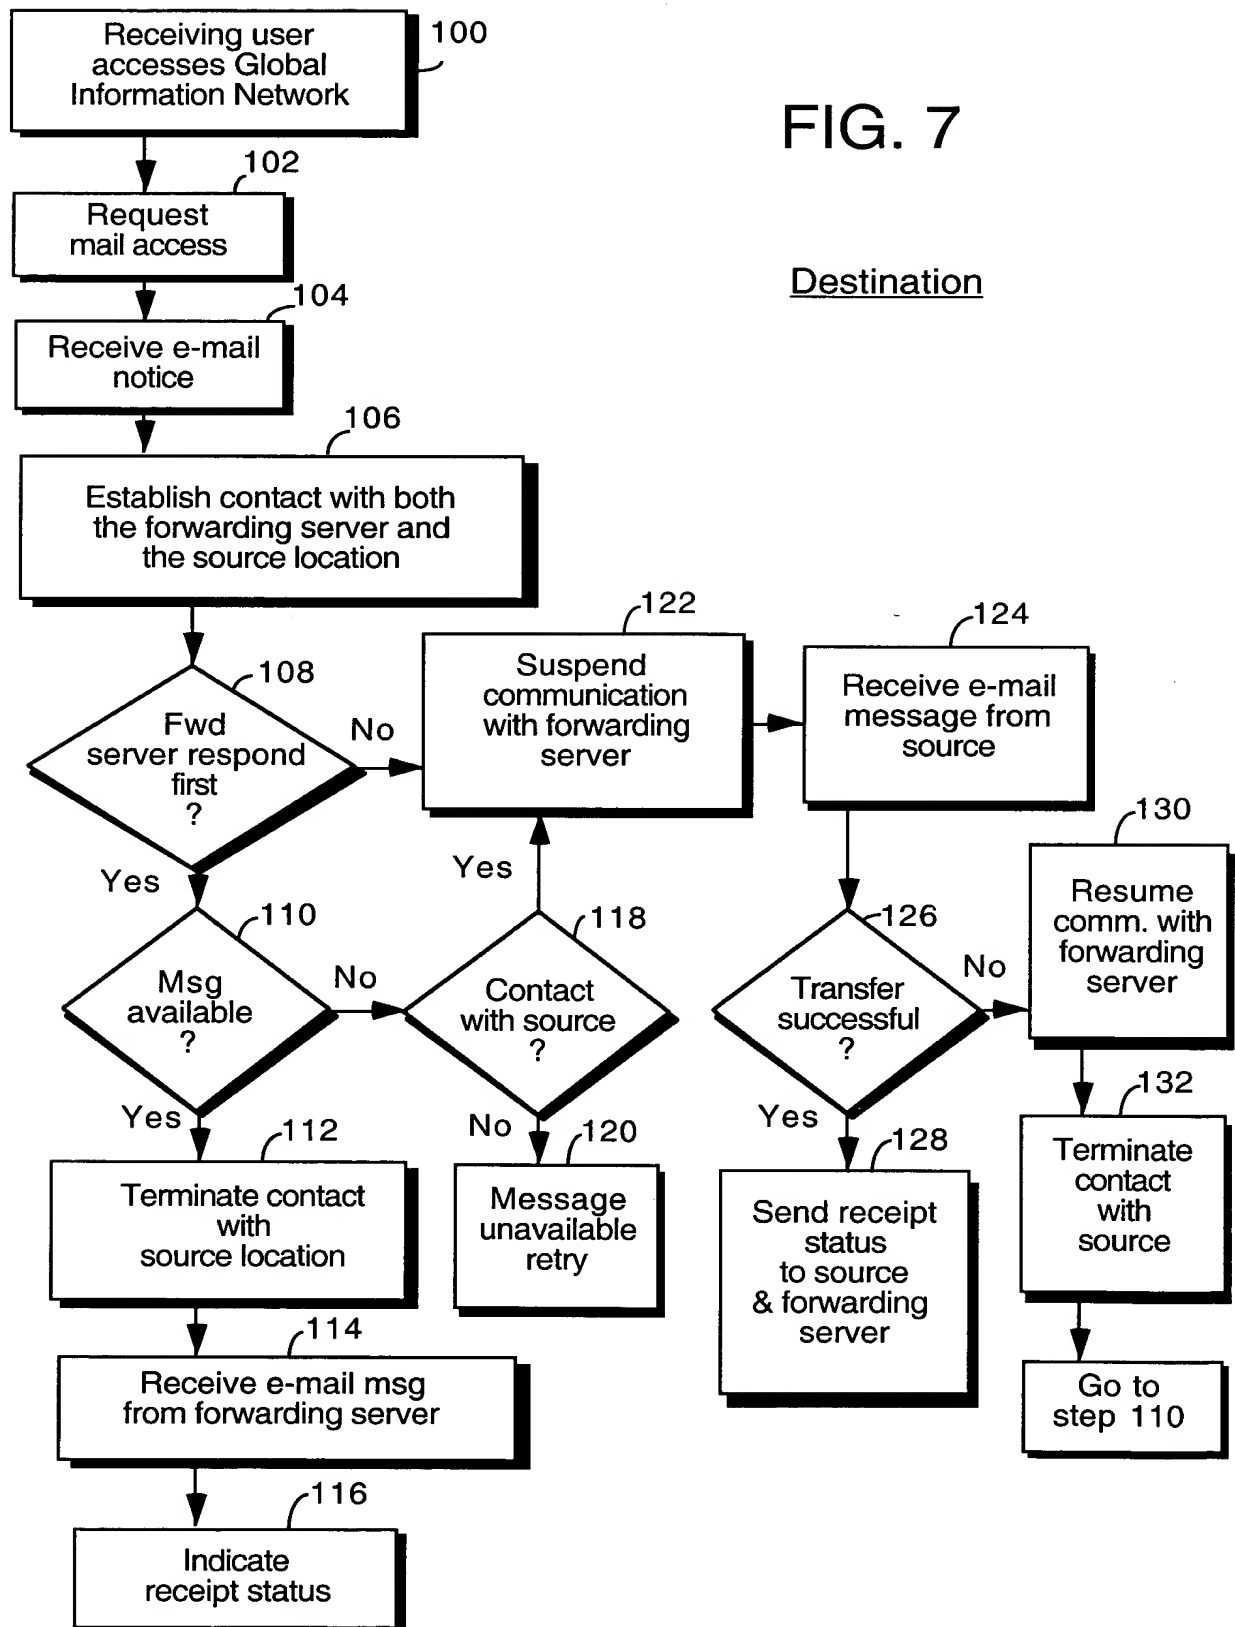 Receiving user
accesses Global
Information Network
100
FIG. 7
102
Request
mail access
Destination
104
Receive e-mail
notice
106
Establish contact with both
the forwarding server and
the source location
108
Fwd
server respond
first
?
No
Yes
122
Suspend
communication
with forwarding
server
124
Receive e-mail
message from
source
110
Msg
available
?
No
Yes
118
Contact
with source
?
Yes
No
126
Transfer
successful
?
No
Yes
130
Resume
comm. with
forwarding
server
112
Terminate contact
with
source location
120
Message
unavailable
retry
128
Send receipt
status
to source
& forwarding
server
132
Terminate
contact
with
source
114
Receive e-mail msg
from forwarding server
Go to
step 110
116
Indicate
receipt status